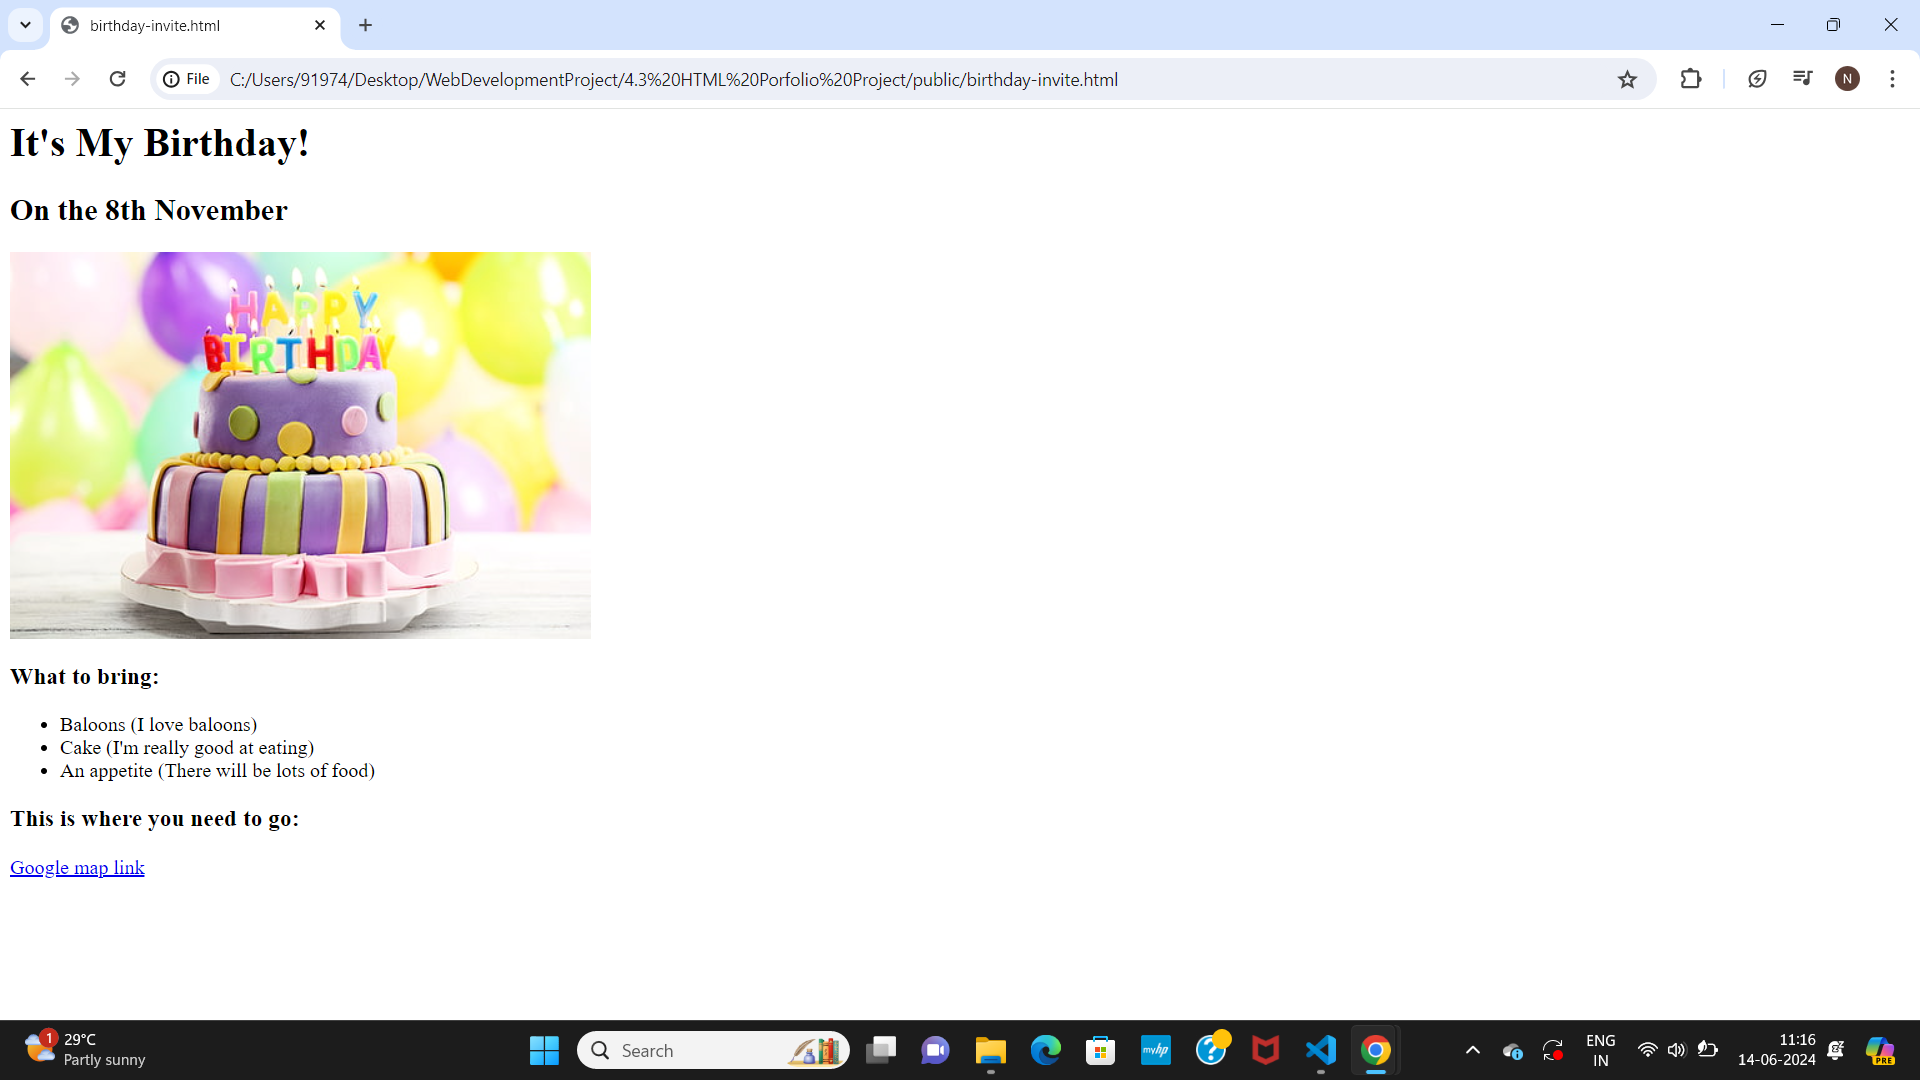 birthday-invite.html
File C:/Users/91974/Desktop/WebDevelopmentProject/4.3%20HTML%20Porfolio%20Project/public/birthday-invite.html
N
It's My Birthday!
On the 8th November
HAPPY
BIRTHDAY
What to bring:
Baloons (I love baloons)
Cake (I'm really good at eating)
An appetite (There will be lots of food)
This is where you need to go:
Google map link
1
29°C
Partly sunny
Search
myhp
?
ENG
IN
11:16
14-06-2024
PRE